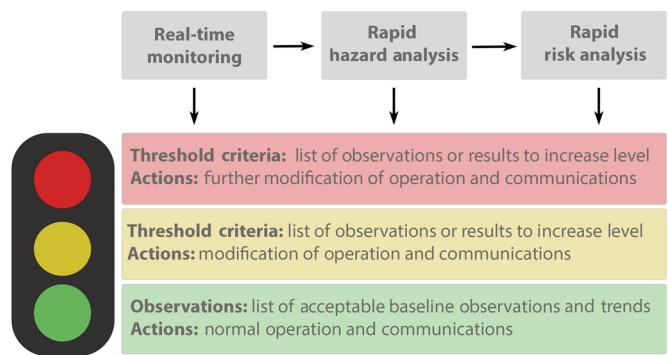 Real-time
monitoring
Rapid
hazard analysis
Rapid
risk analysis
Threshold criteria: list of observations or results to increase level
Actions: further modification of operation and communications
Threshold criteria: list of observations or results to increase level
Actions: modification of operation and communications
Observations: list of acceptable baseline observations and trends
Actions: normal operation and communications